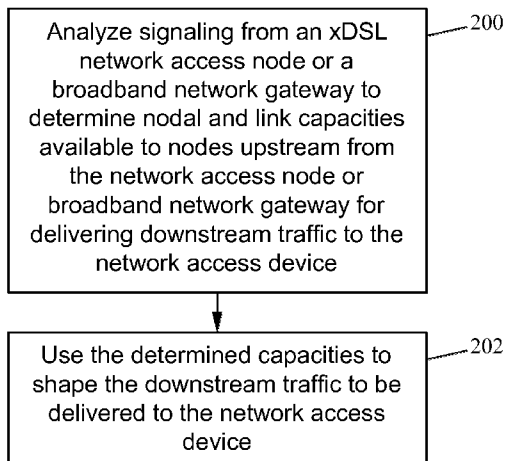 Analyze signaling from an xDSL
network access node or a
broadband network gateway to
determine nodal and link capacities
available to nodes upstream from
the network access node or
broadband network gateway for
delivering downstream traffic to the
network access device
200
Use the determined capacities to
shape the downstream traffic to be
delivered to the network access
device
202